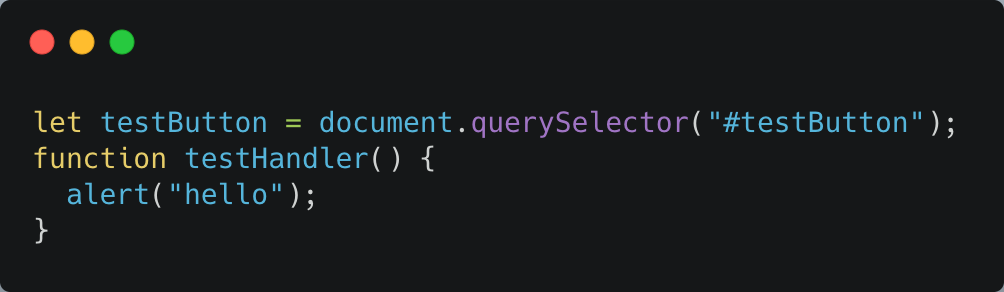 let testButton = document.querySelector("#testButton");
function testHandler() {
  alert("hello");
}